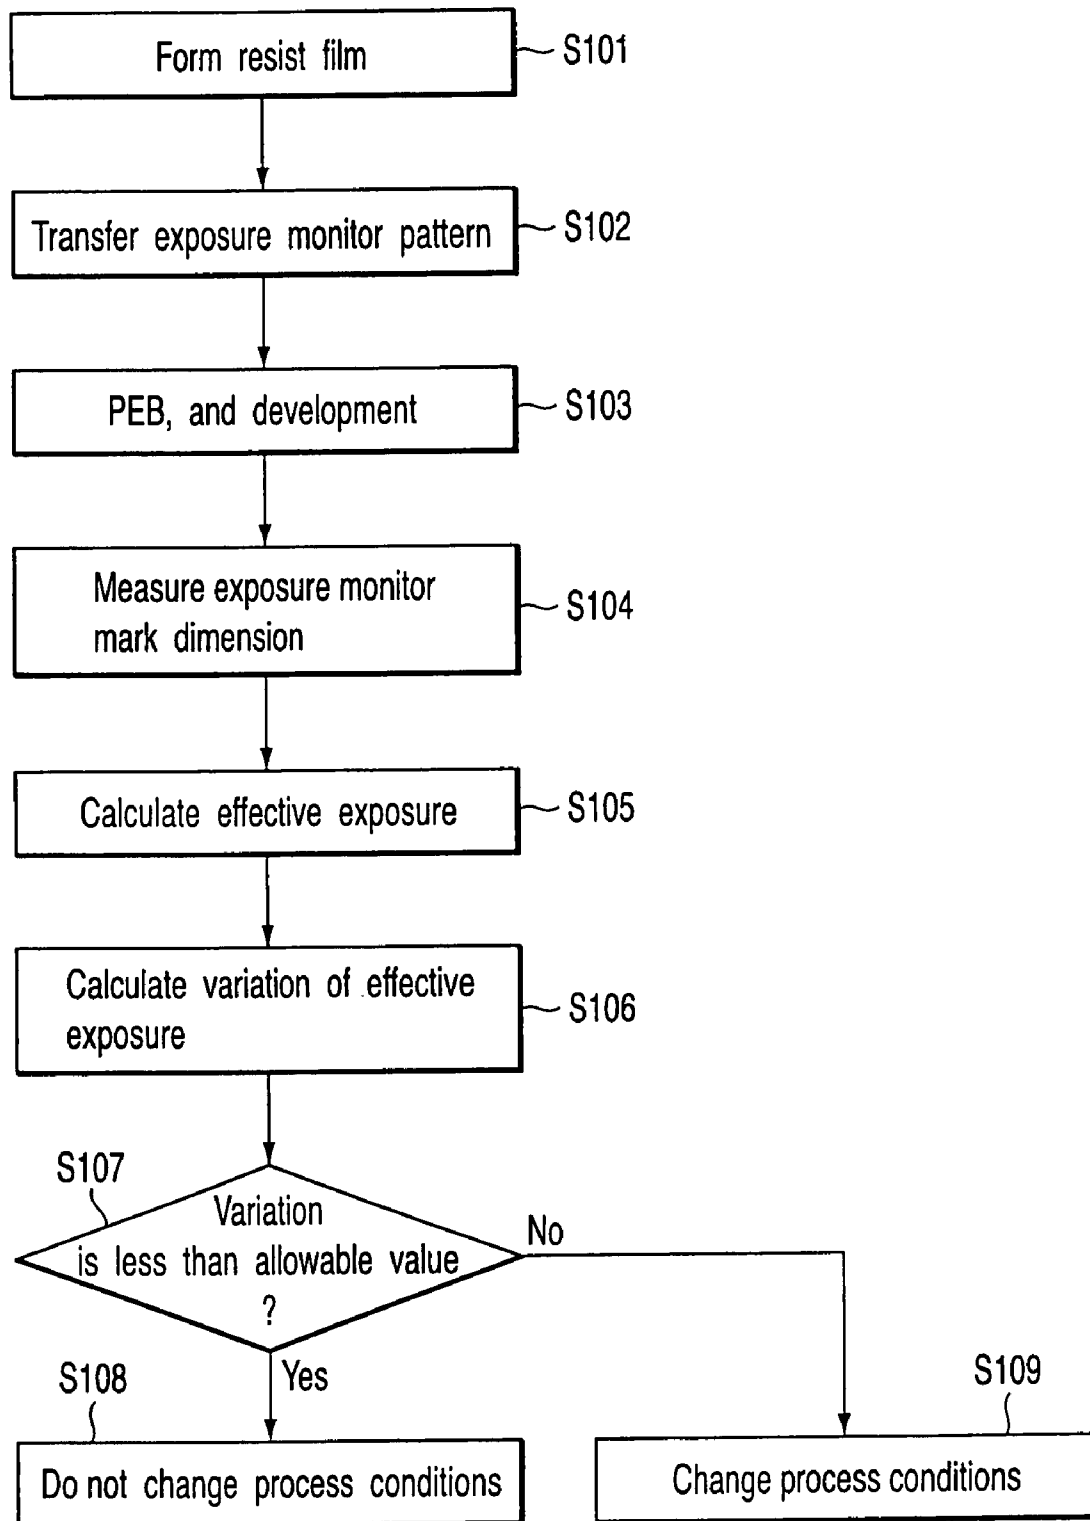 Form resist film
S101
Transfer exposure monitor pattern
S102
PEB, and development
S103
Measure exposure monitor
mark dimension
S104
Calculate effective exposure
S105
Calculate variation of effective
exposure
S106
S107
Variation
is less than allowable value
?
No
Yes
S108
Do not change process conditions
S109
Change process conditions